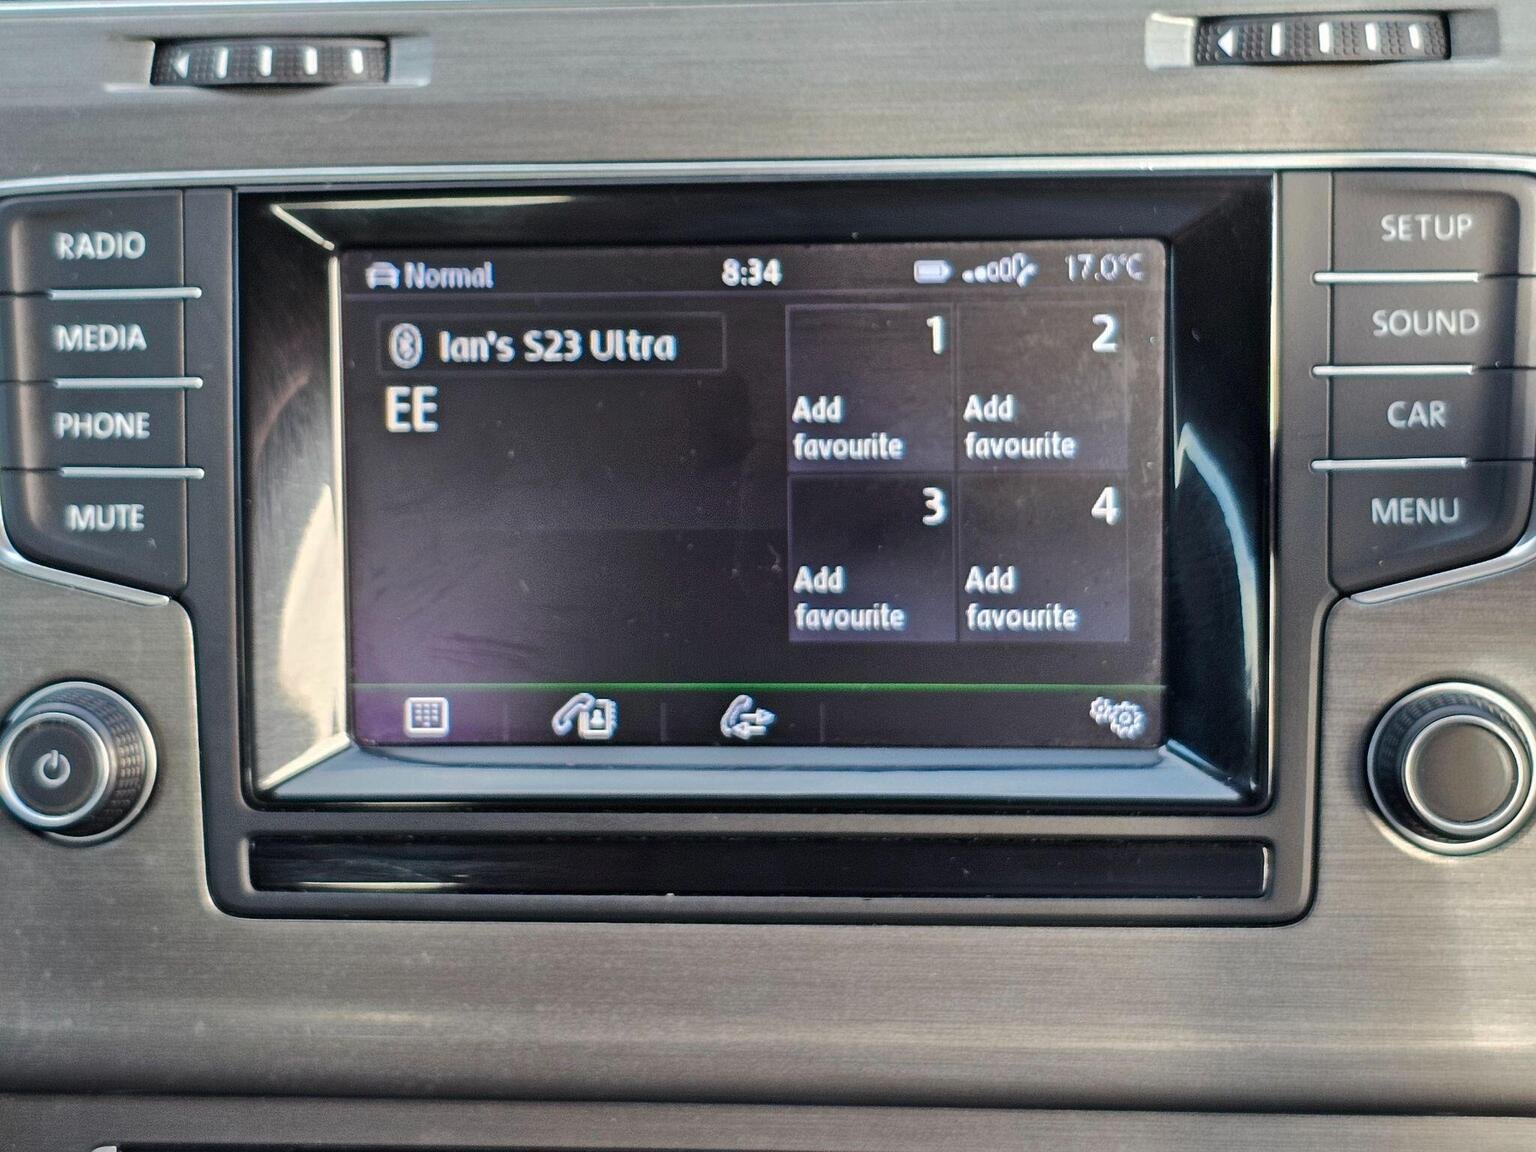 RADIO
MEDIA
PHONE
MUTE
Normal 8:34 17.0°C
Ian's S23 Ultra
EE
1
Add
favourite
2
Add
favourite
3
Add
favourite
4
Add
favourite
SETUP
SOUND
CAR
MENU